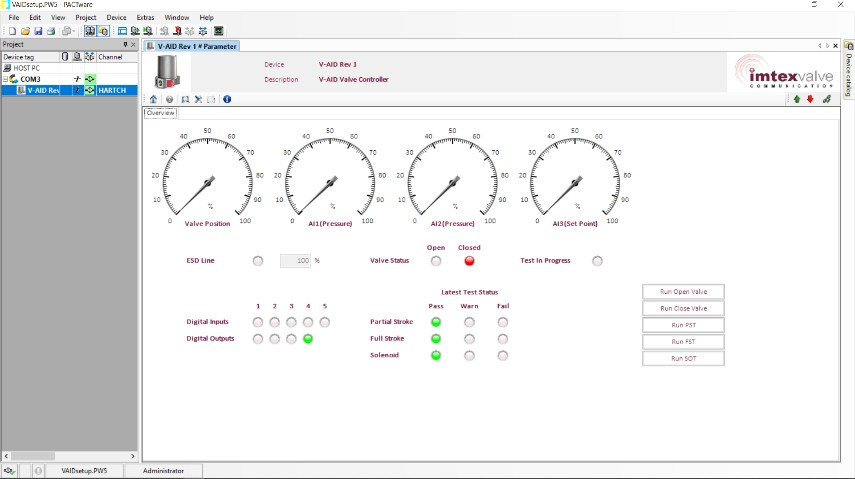 VAIDsetup.PW5 - PACTware
File Edit View Project Device Extras Window Help
Project
Device tag Channel
HOST PC
COM3
V-AID Rev HARTCH
V-AID Rev 1 # Parameter
Device V-AID Rev 1
Description V-AID Valve Controller
imtexvalve
COMMUNICATION
Device catalog
Overview
0 10 20 30 40 50 60 70 80 90 100
%
Valve Position
0 10 20 30 40 50 60 70 80 90 100
%
AI1(Pressure)
0 10 20 30 40 50 60 70 80 90 100
%
AI2(Pressure)
0 10 20 30 40 50 60 70 80 90 100
%
AI3(Set Point)
Open Closed
ESD Line 100 % Valve Status Test In Progress
Latest Test Status
1 2 3 4 5 Pass Warn Fail
Digital Inputs Partial Stroke
Digital Outputs Full Stroke
Solenoid
Run Open Valve
Run Close Valve
Run PST
Run FST
Run SOT
VAIDsetup.PW5 Administrator